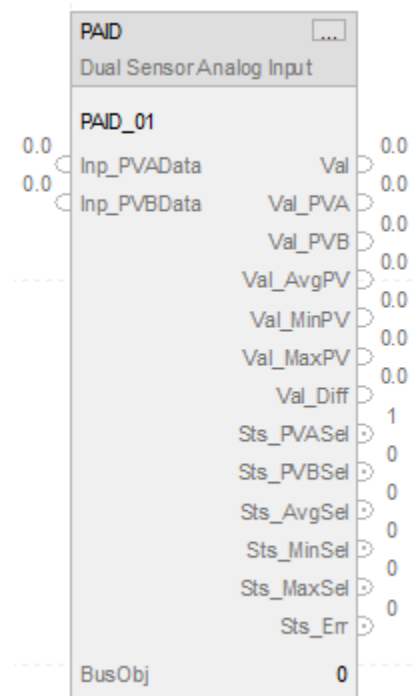 PAID ...
Dual Sensor Analog Input
PAID_01
0.0 Inp_PVAData Val 0.0
0.0 Inp_PVBData Val_PVA 0.0
Val_PVB 0.0
Val_AvgPV 0.0
Val_MinPV 0.0
Val_MaxPV 0.0
Val_Diff 0.0
Sts_PVASel 1
Sts_PVBSel 0
Sts_AvgSel 0
Sts_MinSel 0
Sts_MaxSel 0
Sts_Err 0
BusObj 0